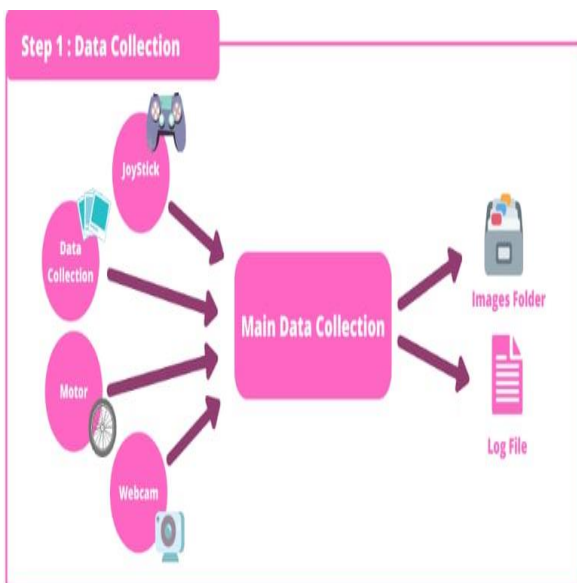 Step 1 : Data Collection
JoyStick
Data
Collection
Motor
Webcam
Main Data Collection
Images Folder
Log File